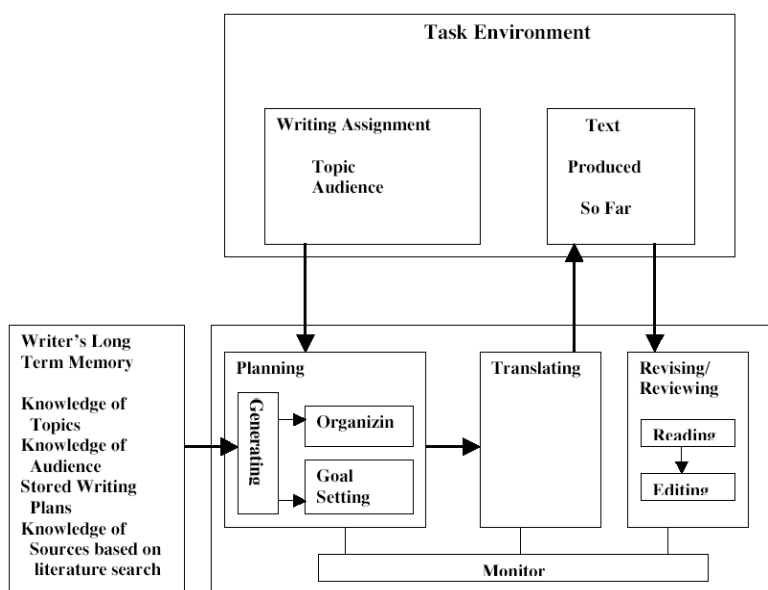 Task Environment
Writing Assignment
Topic
Audience
Text
Produced
So Far
Writer's Long
Term Memory
Knowledge of
Topics
Knowledge of
Audience
Stored Writing
Plans
Knowledge of
Sources based on
literature search
Planning
Generating
Organizin
Goal
Setting
Translating
Revising/
Reviewing
Reading
Editing
Monitor